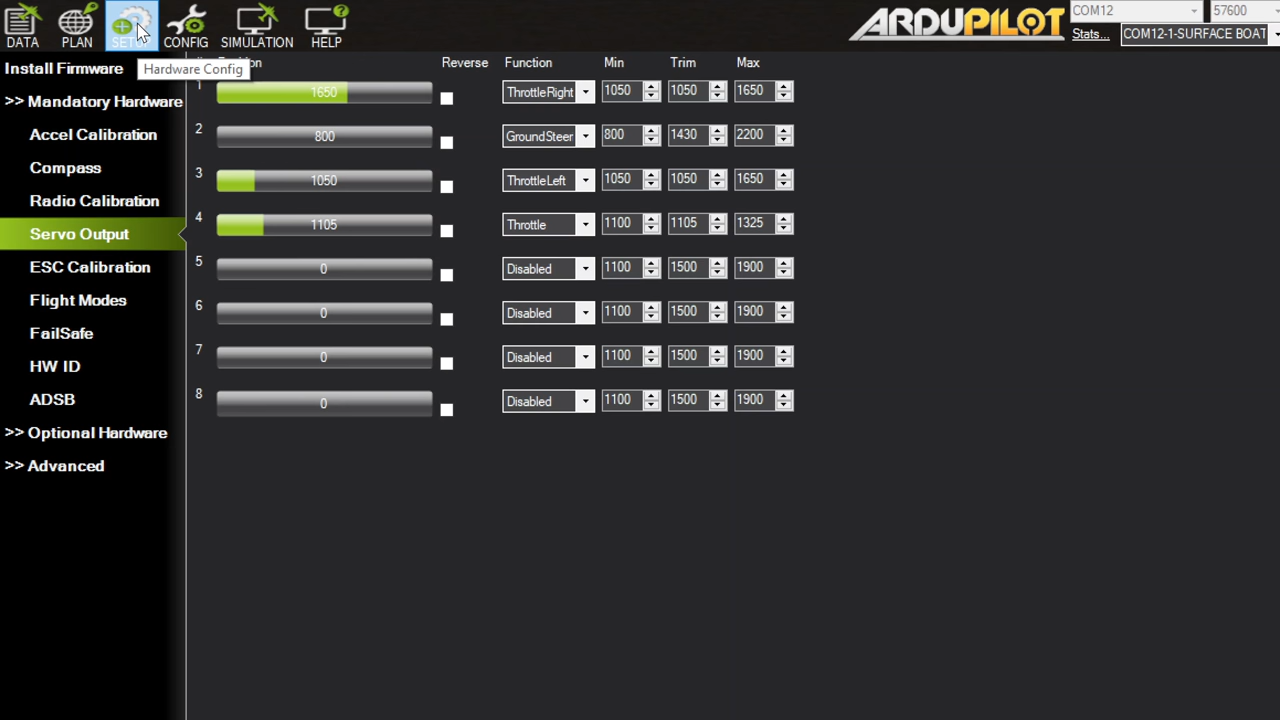 DATA PLAN SETUP CONFIG SIMULATION HELP
ARDUPILOT
COM12 57600
Stats... COM12-1-SURFACE BOAT
Install Firmware
>> Mandatory Hardware
Accel Calibration
Compass
Radio Calibration
Servo Output
ESC Calibration
Flight Modes
FailSafe
HW ID
ADSB
>> Optional Hardware
>> Advanced
Hardware Config
Reverse Function Min Trim Max
1 1650 ThrottleRight 1050 1050 1650
2 800 GroundSteer 800 1430 2200
3 1050 ThrottleLeft 1050 1050 1650
4 1105 Throttle 1100 1105 1325
5 0 Disabled 1100 1500 1900
6 0 Disabled 1100 1500 1900
7 0 Disabled 1100 1500 1900
8 0 Disabled 1100 1500 1900